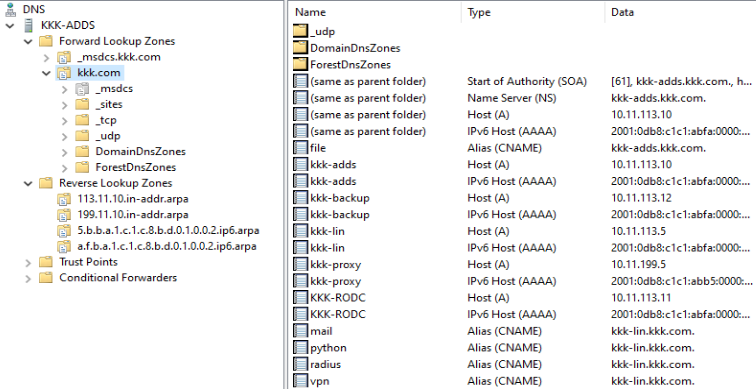 DNS
KKK-ADDS
Forward Lookup Zones
_msdcs.kkk.com
kkk.com
_msdcs
_sites
_tcp
_udp
DomainDnsZones
ForestDnsZones
Reverse Lookup Zones
113.11.10.in-addr.arpa
199.11.10.in-addr.arpa
5.b.b.a.1.c.1.c.8.b.d.0.1.0.0.2.ip6.arpa
a.f.b.a.1.c.1.c.8.b.d.0.1.0.0.2.ip6.arpa
Trust Points
Conditional Forwarders
Name Type Data
_udp
DomainDnsZones
ForestDnsZones
(same as parent folder) Start of Authority (SOA) [61], kkk-adds.kkk.com., h...
(same as parent folder) Name Server (NS) kkk-adds.kkk.com.
(same as parent folder) Host (A) 10.11.113.10
(same as parent folder) IPv6 Host (AAAA) 2001:0db8:c1c1:abfa:0000:...
file Alias (CNAME) kkk-adds.kkk.com.
kkk-adds Host (A) 10.11.113.10
kkk-adds IPv6 Host (AAAA) 2001:0db8:c1c1:abfa:0000:...
kkk-backup Host (A) 10.11.113.12
kkk-backup IPv6 Host (AAAA) 2001:0db8:c1c1:abfa:0000:...
kkk-lin Host (A) 10.11.113.5
kkk-lin IPv6 Host (AAAA) 2001:0db8:c1c1:abfa:0000:...
kkk-proxy Host (A) 10.11.199.5
kkk-proxy IPv6 Host (AAAA) 2001:0db8:c1c1:abb5:0000:...
KKK-RODC Host (A) 10.11.113.11
KKK-RODC IPv6 Host (AAAA) 2001:0db8:c1c1:abfa:0000:...
mail Alias (CNAME) kkk-lin.kkk.com.
python Alias (CNAME) kkk-lin.kkk.com.
radius Alias (CNAME) kkk-lin.kkk.com.
vpn Alias (CNAME) kkk-lin.kkk.com.